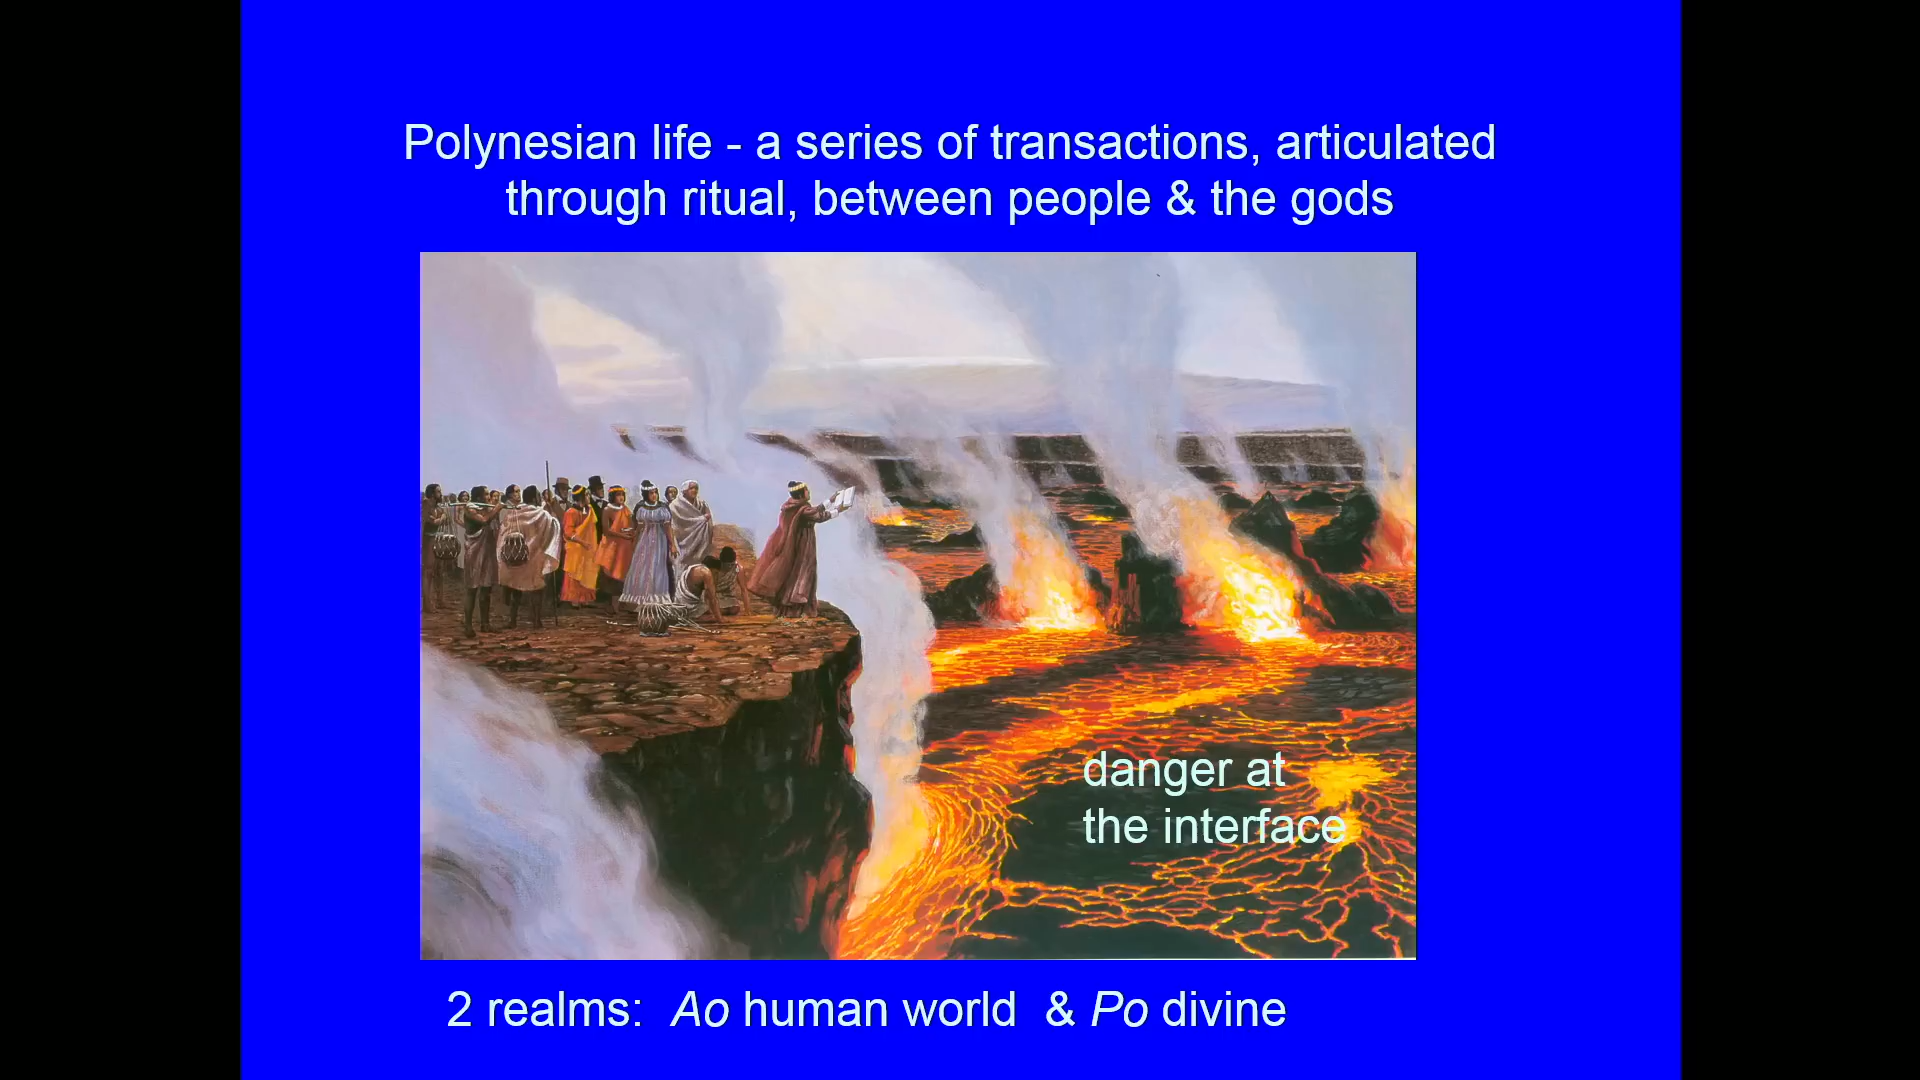 Polynesian life - a series of transactions, articulated
through ritual, between people & the gods
danger at
the interface
2 realms:  Ao human world  & Po divine